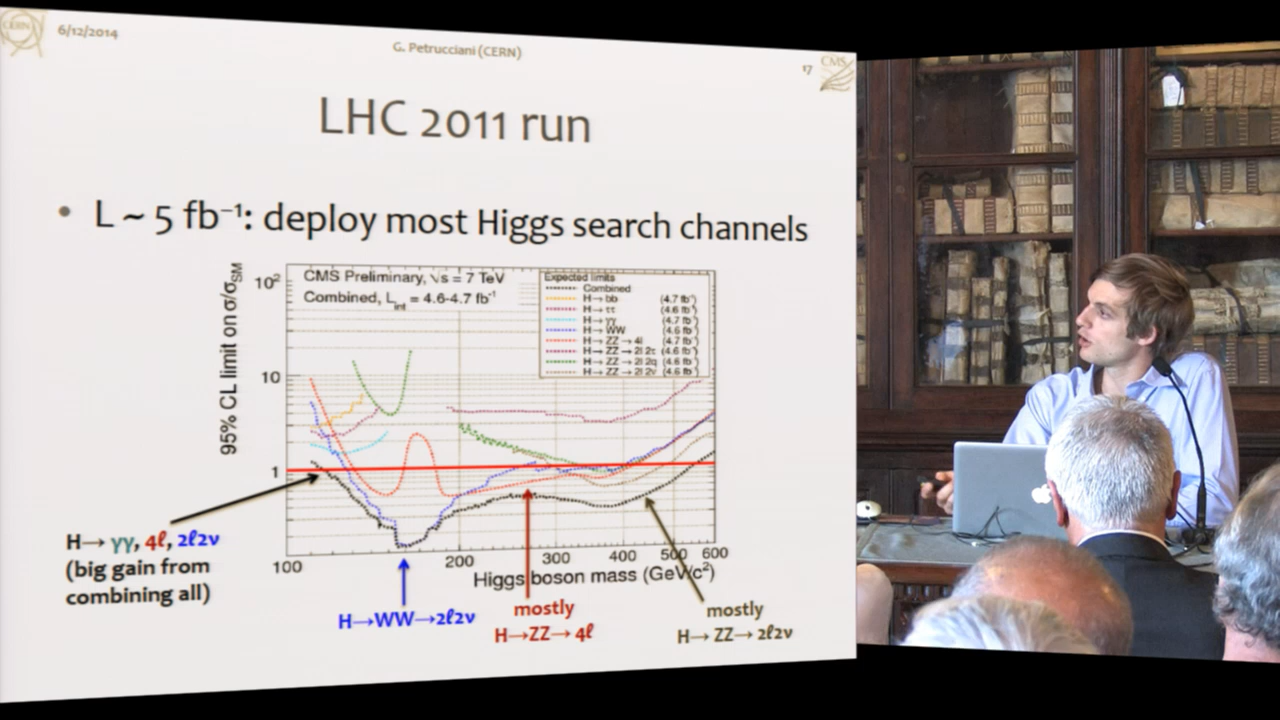 CERN
6/12/2014
G. Petrucciani (CERN)
17
CMS
LHC 2011 run
• L ~ 5 fb⁻¹: deploy most Higgs search channels
95% CL limit on σ/σSM
10²
10
1
CMS Preliminary, √s = 7 TeV
Combined, Lint = 4.6-4.7 fb⁻¹
Expected limits
Combined
H→ bb (4.7 fb⁻¹)
H→ ττ (4.6 fb⁻¹)
H→ γγ (4.7 fb⁻¹)
H→ WW (4.6 fb⁻¹)
H→ ZZ→ 4l (4.7 fb⁻¹)
H→ ZZ→ 2l 2τ (4.6 fb⁻¹)
H→ ZZ→ 2l 2q (4.6 fb⁻¹)
H→ ZZ→ 2l 2ν (4.6 fb⁻¹)
100 200 300 400 500 600
Higgs boson mass (GeV/c²)
H→ γγ, 4ℓ, 2ℓ2ν
(big gain from
combining all)
H→WW→2ℓ2ν
mostly
H→ZZ→ 4ℓ
mostly
H→ ZZ→ 2ℓ2ν